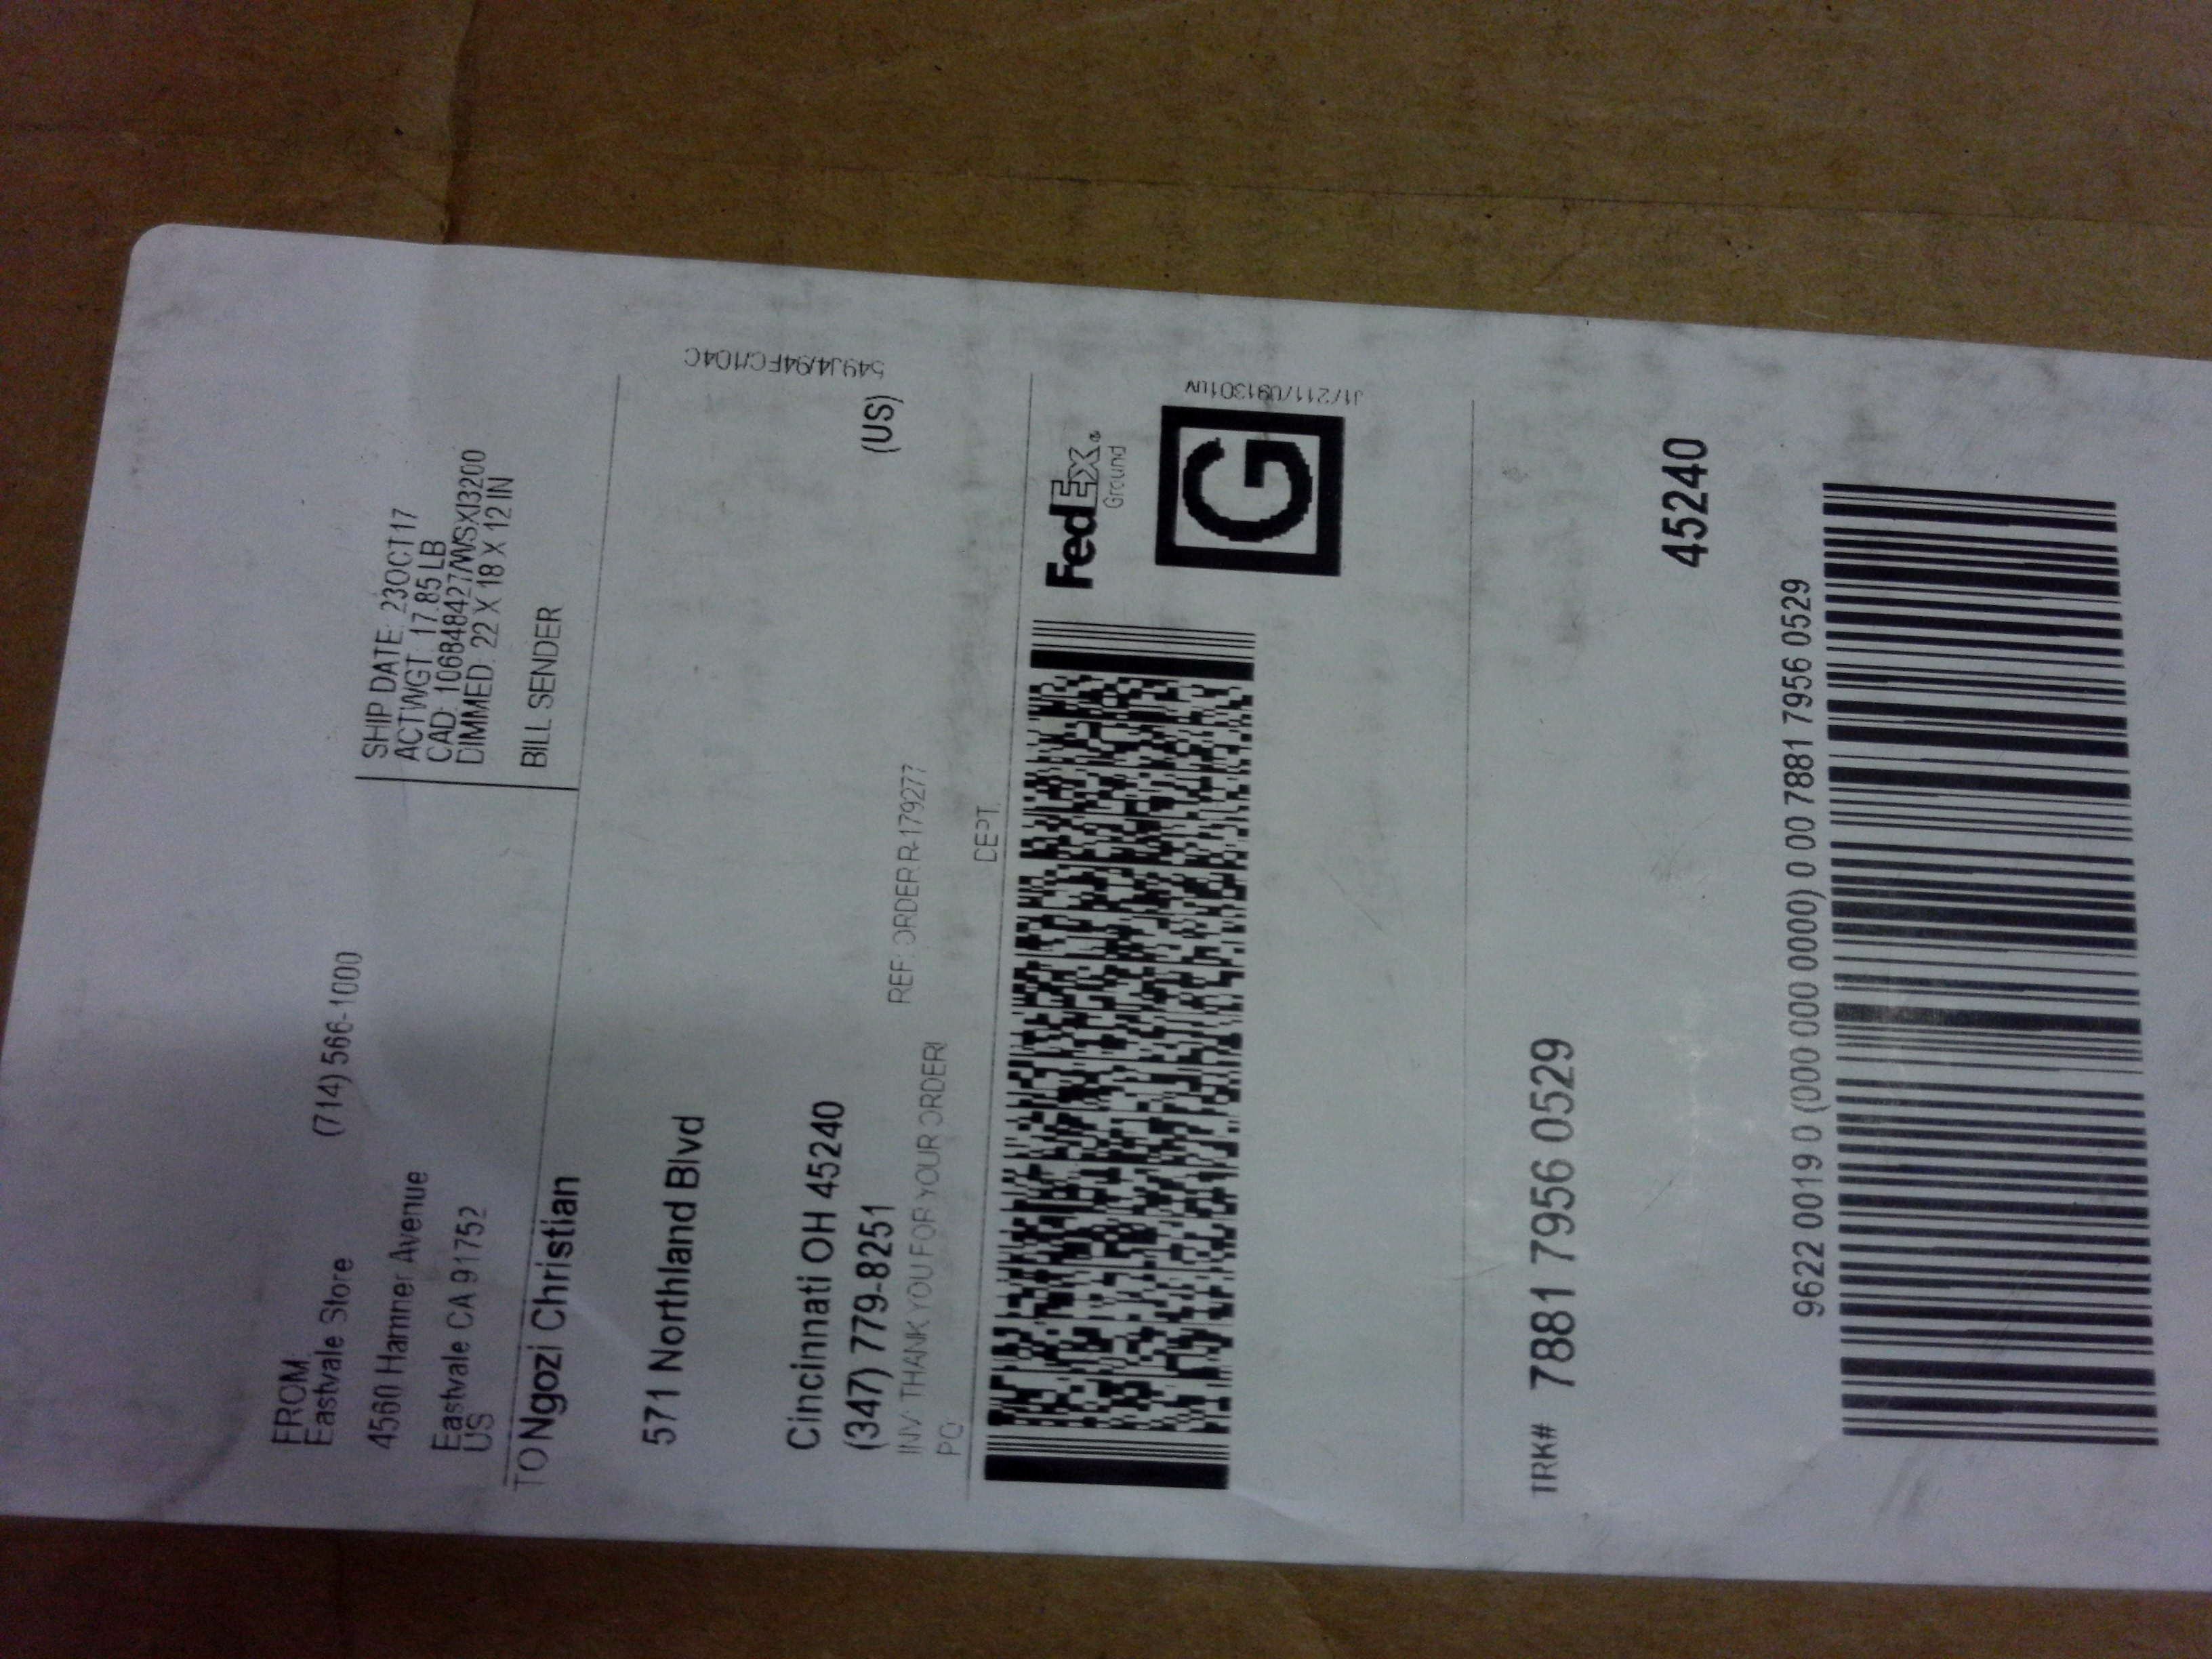 FROM:
Eastvale Store (714) 566-1000
4560 Hamner Avenue
Eastvale CA 91752
US
SHIP DATE: 23OCT17
ACTWGT: 17.85 LB
CAD: 106848427/WSXI3200
DIMMED: 22 X 18 X 12 IN
BILL SENDER
TO Ngozi Christian
571 Northland Blvd
Cincinnati OH 45240
(US)
(347) 779-8251
INV: THANK YOU FOR YOUR ORDER!
REF: ORDER R-179277
PO:
DEPT:
549J4/94FC/104C
FedEx®
Ground
G
TRK# 7881 7956 0529
45240
9622 0019 0 (000 000 0000) 0 00 7881 7956 0529